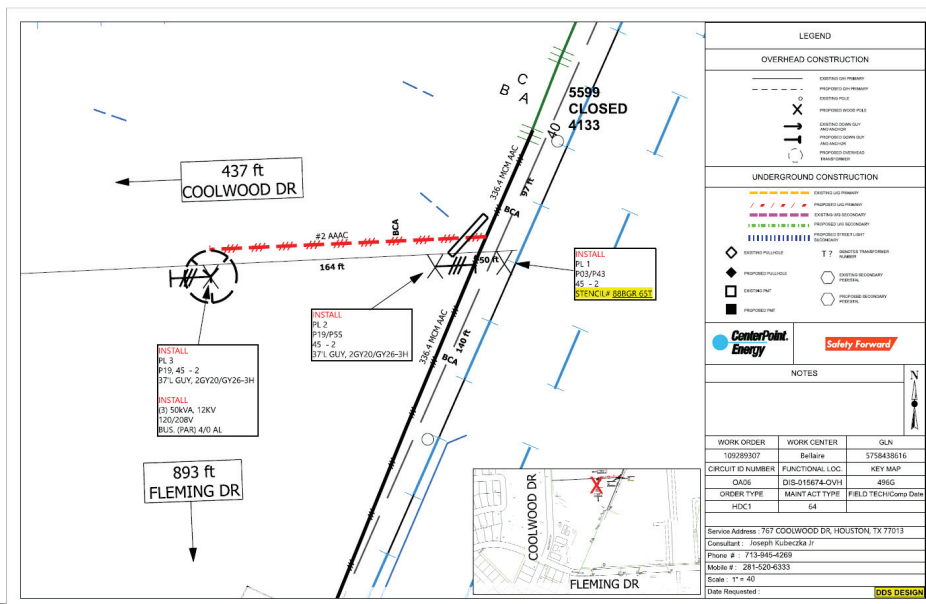 C
B A
5599
CLOSED
4133
40
336.4 MCM AAC
97 ft
BCA
437 ft
COOLWOOD DR
#2 AAAC
BCA
164 ft
50 ft
INSTALL
PL 1
P03/P43
45 - 2
STENCIL# 88BGR 65T
INSTALL
PL 2
P19/P55
45 - 2
37'L GUY, 2GY20/GY26-3H
336.4 MCM AAC
140 ft
BCA
INSTALL
PL 3
P19, 45 - 2
37'L GUY, 2GY20/GY26-3H
INSTALL
(3) 50kVA, 12KV
120/208V
BUS. (PAR) 4/0 AL
893 ft
FLEMING DR
COOLWOOD DR
FLEMING DR
LEGEND
OVERHEAD CONSTRUCTION
EXISTING O/H PRIMARY
PROPOSED O/H PRIMARY
EXISTING POLE
PROPOSED WOOD POLE
EXISTING DOWN GUY
AND ANCHOR
PROPOSED DOWN GUY
AND ANCHOR
PROPOSED OVERHEAD
TRANSFORMER
UNDERGROUND CONSTRUCTION
EXISTING U/G PRIMARY
PROPOSED U/G PRIMARY
EXISTING U/G SECONDARY
PROPOSED U/G SECONDARY
PROPOSED STREET LIGHT
SECONDARY
EXISTING PULLHOLE
T ? DENOTES TRANSFORMER
NUMBER
PROPOSED PULLHOLE
EXISTING SECONDARY
PEDESTAL
EXISTING PMT
PROPOSED SECONDARY
PEDESTAL
PROPOSED PMT
CenterPoint.
Energy
Safety Forward
NOTES
N
WORK ORDER WORK CENTER GLN
109289307 Bellaire 5758438616
CIRCUIT ID NUMBER FUNCTIONAL LOC. KEY MAP
OA06 DIS-015674-OVH 496G
ORDER TYPE MAINT ACT TYPE FIELD TECH/Comp Date
HDC1 64
Service Address : 767 COOLWOOD DR, HOUSTON, TX 77013
Consultant : Joseph Kubeczka Jr
Phone # : 713-945-4269
Mobile # : 281-520-6333
Scale : 1" = 40
Date Requested :
DDS DESIGN